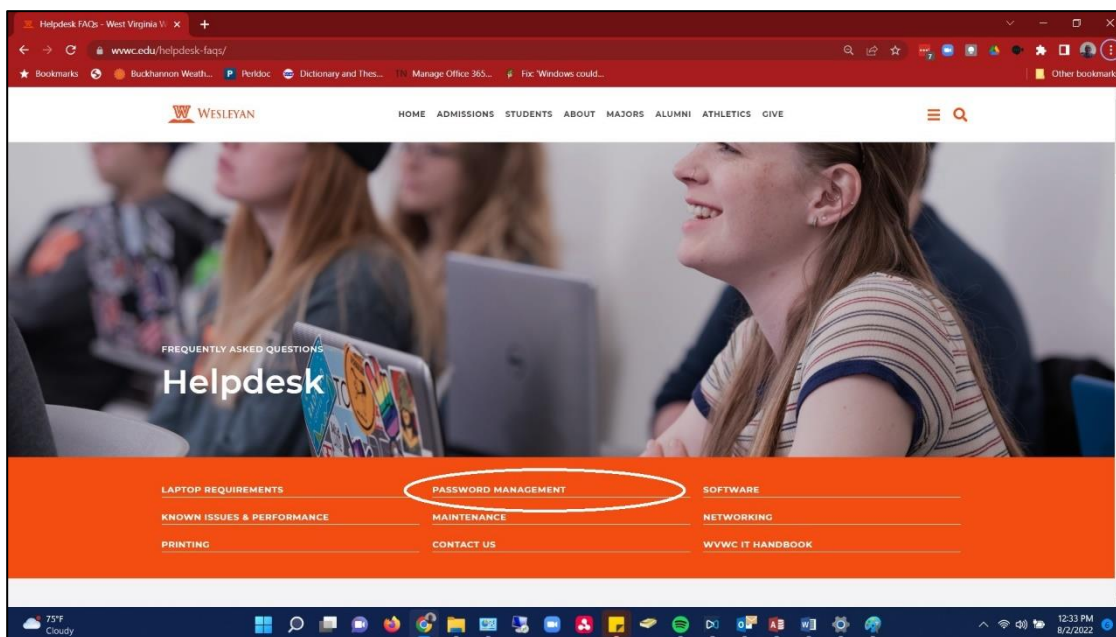 Helpdesk FAQs - West Virginia W
wvwc.edu/helpdesk-faqs/
Bookmarks Buckhannon Weath... Perldoc Dictionary and Thes... TN Manage Office 365... Fix: 'Windows could... Other bookmark
WESLEYAN HOME ADMISSIONS STUDENTS ABOUT MAJORS ALUMNI ATHLETICS GIVE
FREQUENTLY ASKED QUESTIONS
Helpdesk
LAPTOP REQUIREMENTS PASSWORD MANAGEMENT SOFTWARE
KNOWN ISSUES & PERFORMANCE MAINTENANCE NETWORKING
PRINTING CONTACT US WVWC IT HANDBOOK
75°F 12:33 PM
Cloudy 8/2/2022